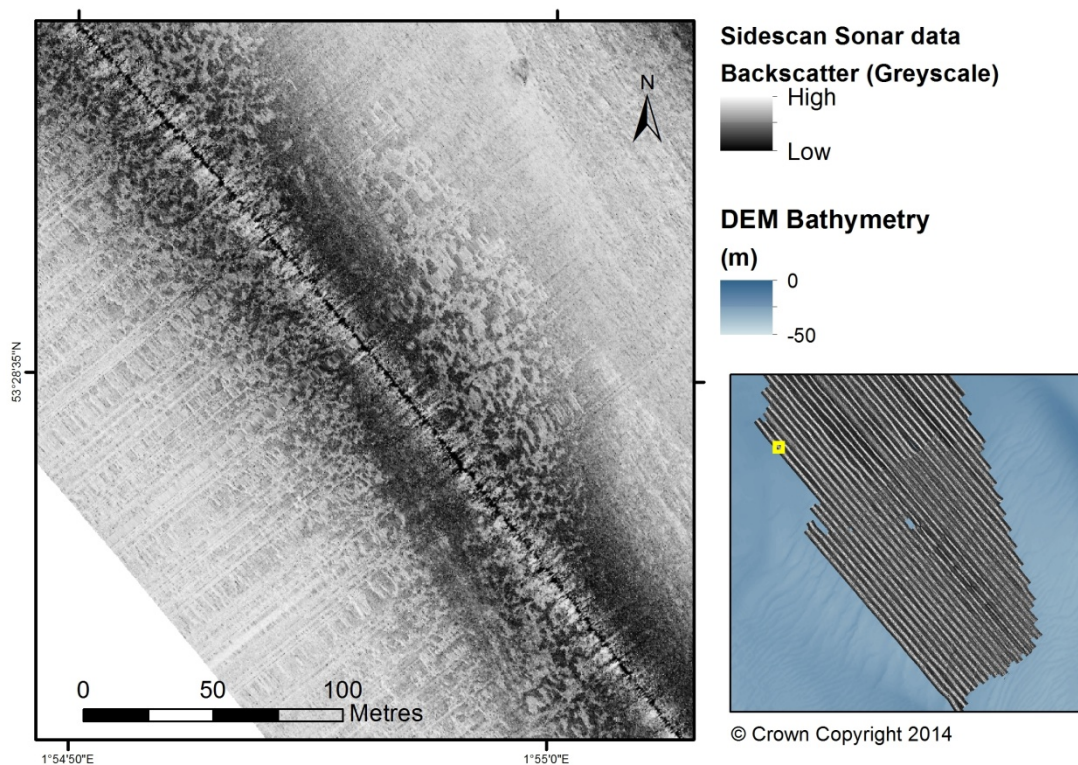 Sidescan Sonar data
Backscatter (Greyscale)
High
Low
N
DEM Bathymetry
(m)
0
-50
53°28'35"N
0 50 100
Metres
1°54'50"E
1°55'0"E
© Crown Copyright 2014